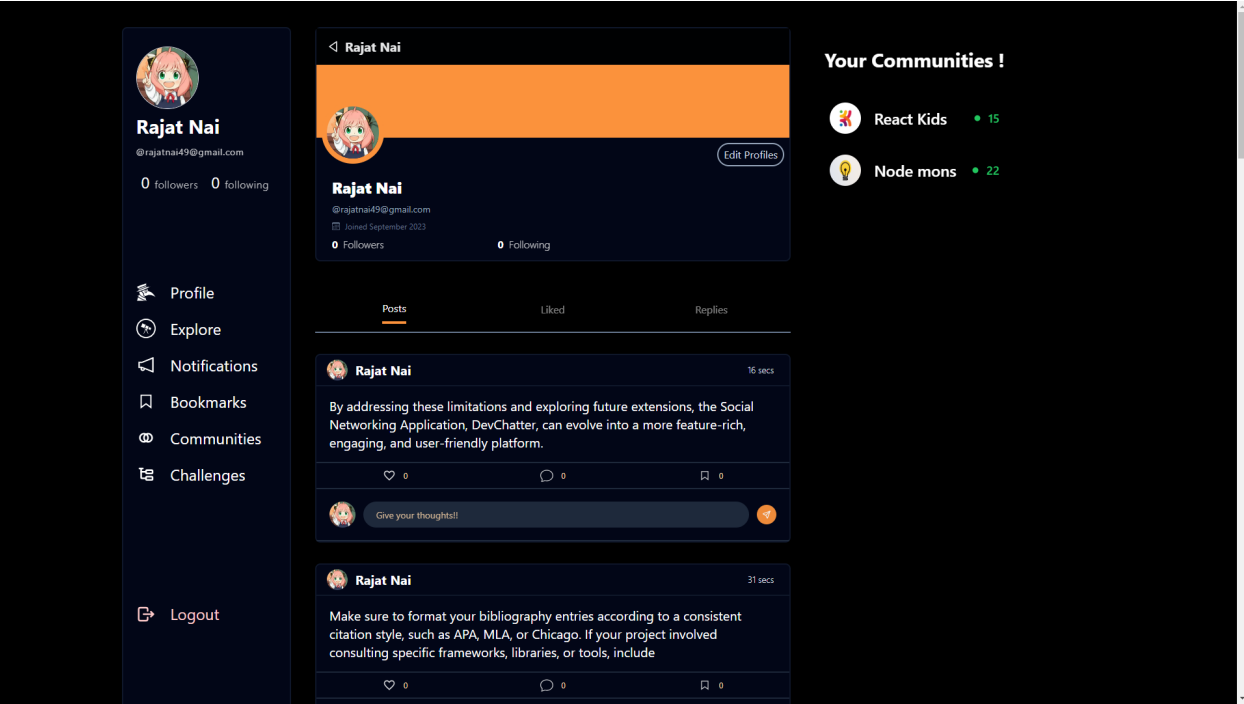 Rajat Nai
@rajatnai49@gmail.com
0 followers 0 following
Profile
Explore
Notifications
Bookmarks
Communities
Challenges
Logout
Rajat Nai
Edit Profiles
Rajat Nai
@rajatnai49@gmail.com
Joined September 2023
0 Followers 0 Following
Posts Liked Replies
Rajat Nai 16 secs
By addressing these limitations and exploring future extensions, the Social
Networking Application, DevChatter, can evolve into a more feature-rich,
engaging, and user-friendly platform.
0 0 0
Give your thoughts!!
Rajat Nai 31 secs
Make sure to format your bibliography entries according to a consistent
citation style, such as APA, MLA, or Chicago. If your project involved
consulting specific frameworks, libraries, or tools, include
0 0 0
Your Communities !
React Kids 15
Node mons 22